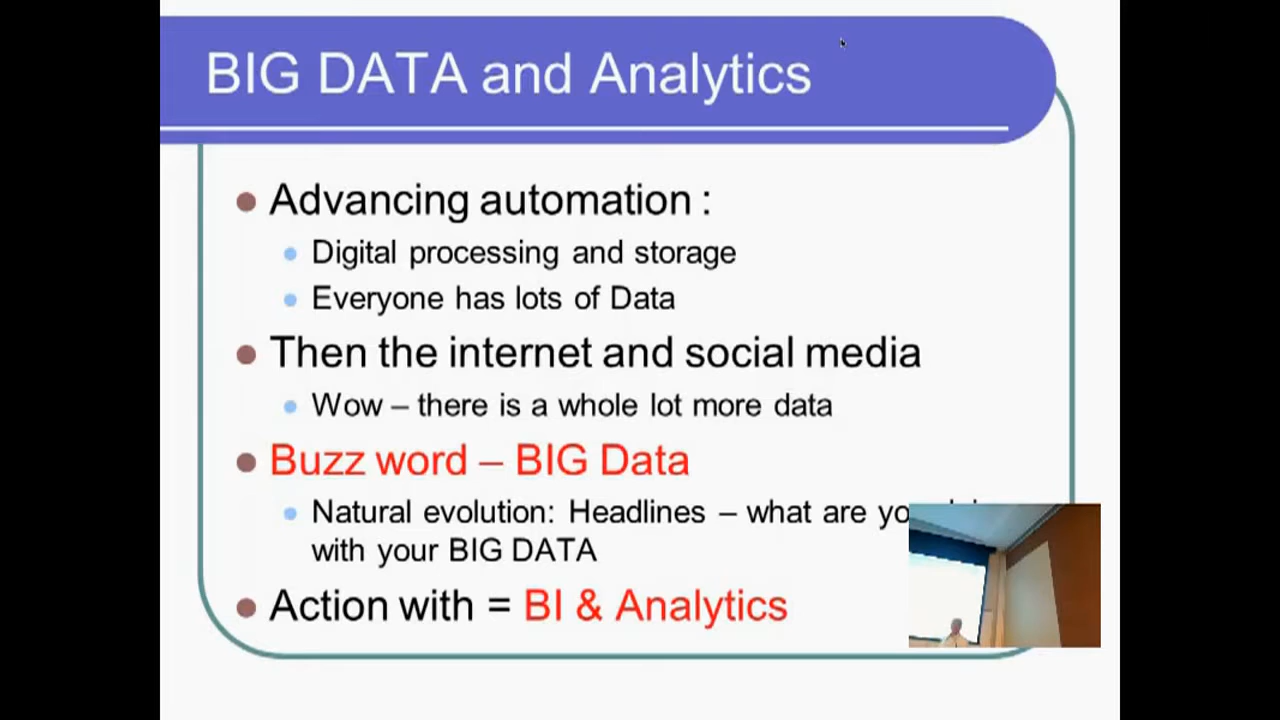 BIG DATA and Analytics
Advancing automation :
Digital processing and storage
Everyone has lots of Data
Then the internet and social media
Wow – there is a whole lot more data
Buzz word – BIG Data
Natural evolution: Headlines – what are
with your BIG DATA
Action with = BI & Analytics